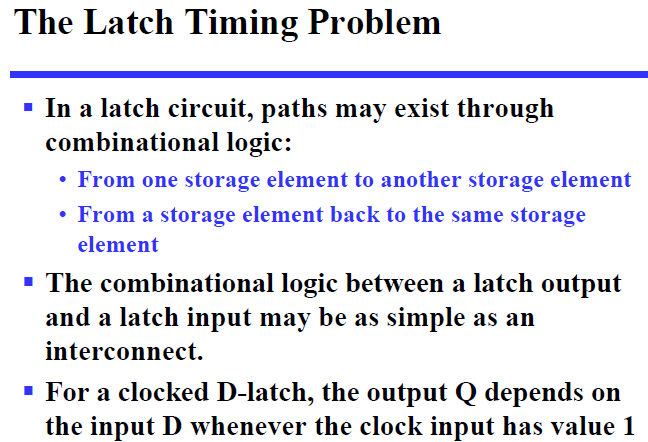 The Latch Timing Problem
▪ In a latch circuit, paths may exist through
combinational logic:
• From one storage element to another storage element
• From a storage element back to the same storage
element
▪ The combinational logic between a latch output
and a latch input may be as simple as an
interconnect.
▪ For a clocked D-latch, the output Q depends on
the input D whenever the clock input has value 1